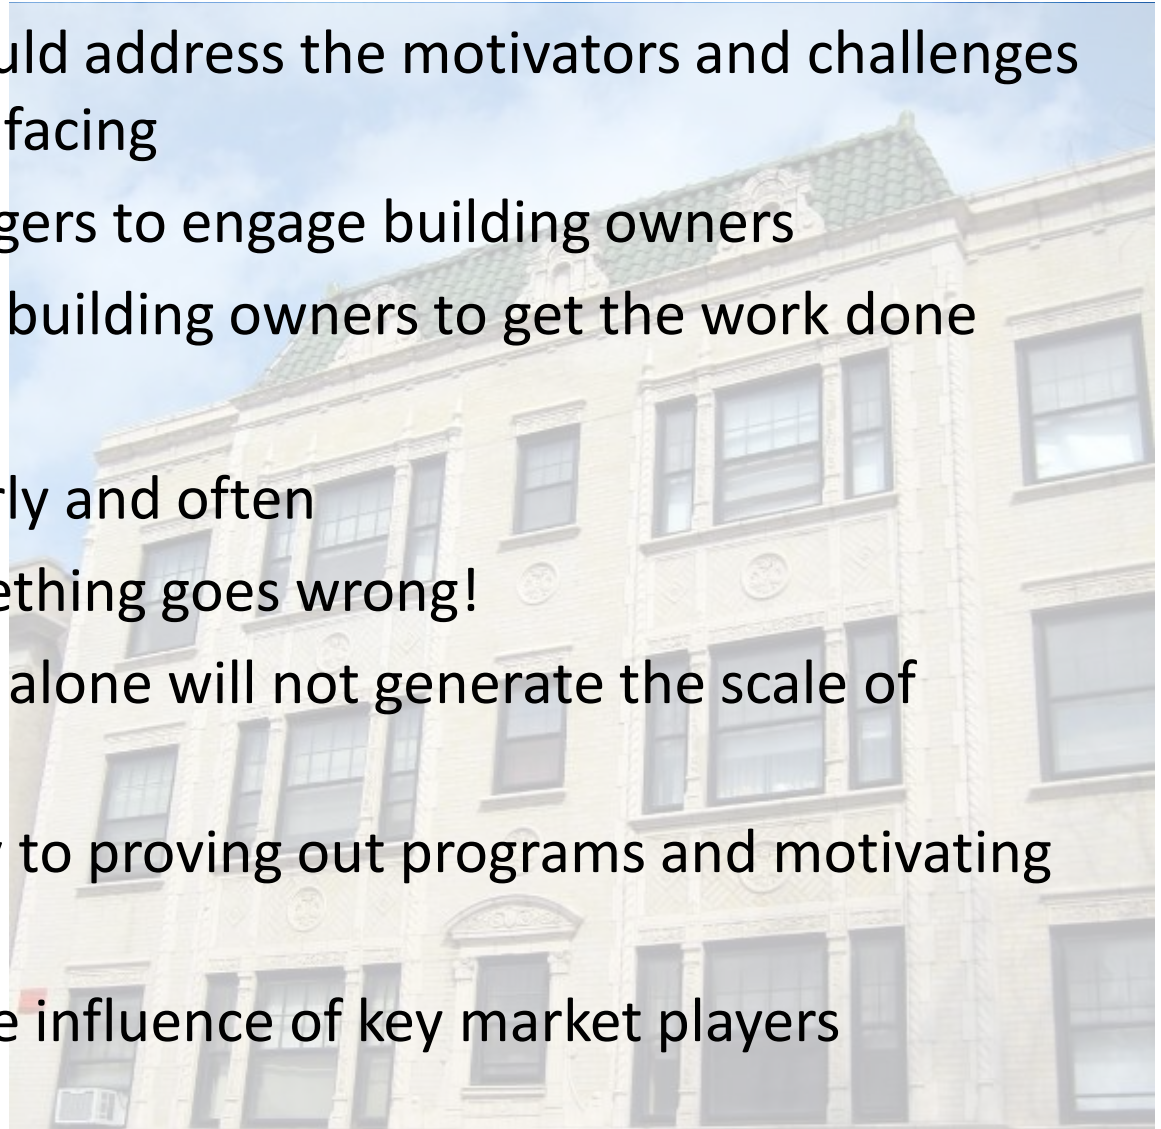 uld address the motivators and challenges
facing
gers to engage building owners
building owners to get the work done
rly and often
ething goes wrong!
alone will not generate the scale of
to proving out programs and motivating
e influence of key market players